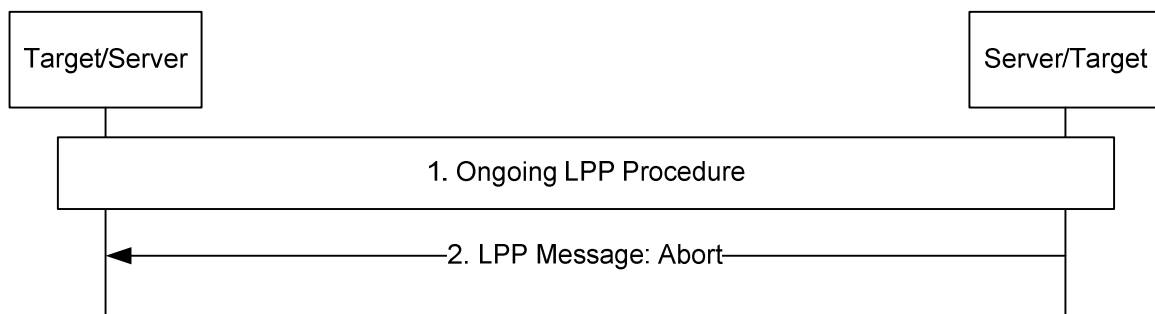 Target/Server
Server/Target
1. Ongoing LPP Procedure
2. LPP Message: Abort